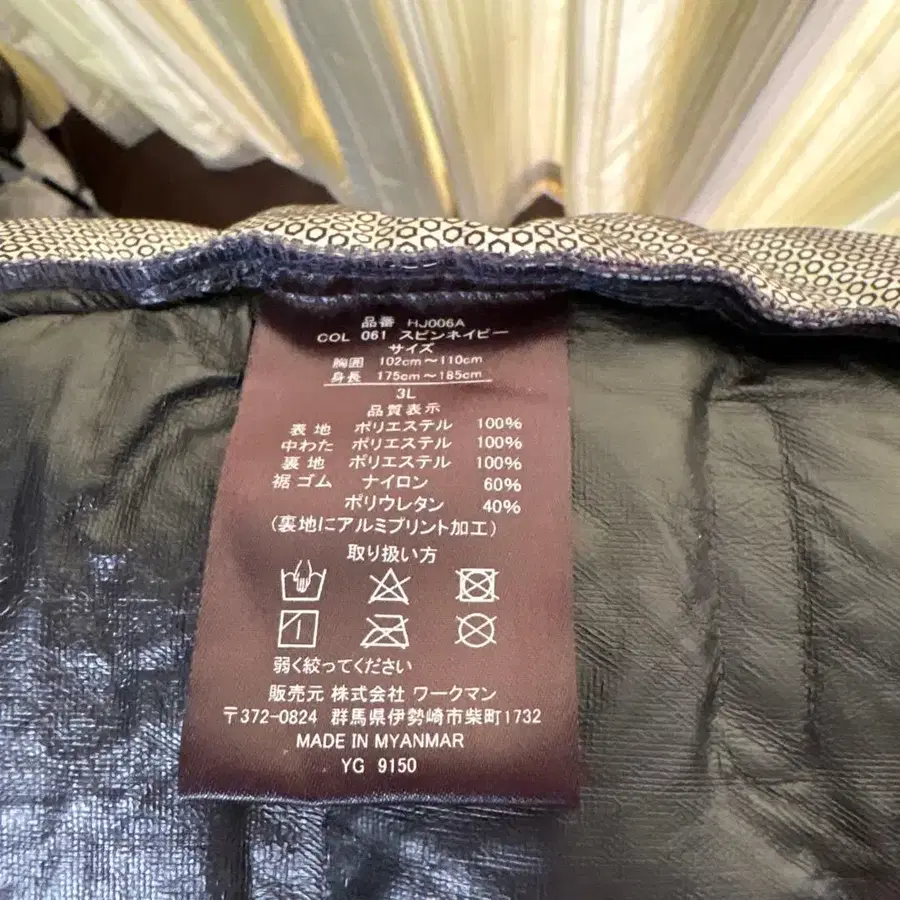 品番 HJ006A
COL 061 スピンネイビー
サイズ
胸囲 102cm～110cm
身長 175cm～185cm
3L
品質表示
表地 ポリエステル 100%
中わた ポリエステル 100%
裏地 ポリエステル 100%
裾ゴム ナイロン 60%
ポリウレタン 40%
(裏地にアルミプリント加工)
取り扱い方
弱く絞ってください
販売元 株式会社 ワークマン
〒372-0824 群馬県伊勢崎市柴町1732
MADE IN MYANMAR
YG 9150